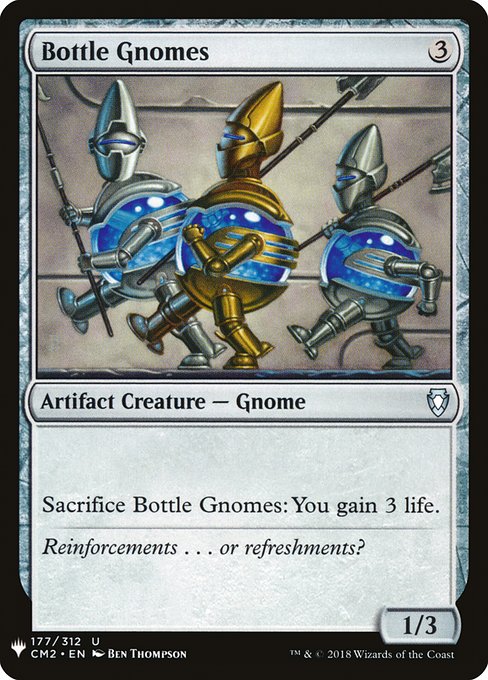 Bottle Gnomes 3
Artifact Creature — Gnome
Sacrifice Bottle Gnomes: You gain 3 life.
Reinforcements . . . or refreshments?
1/3
177/312 U
CM2 • EN Ben Thompson
™ & © 2018 Wizards of the Coast